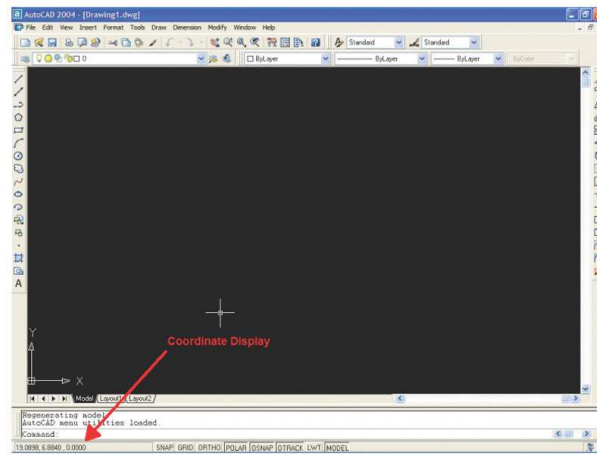 AutoCAD 2004 - [Drawing1.dwg]
File Edit View Insert Format Tools Draw Dimension Modify Window Help
Standard Standard
0 ByLayer ByLayer ByLayer ByColor
A
Y
Coordinate Display
X
Model Layout1 Layout2
Regenerating model.
AutoCAD menu utilities loaded.
Command:
19.0898, 6.8840 , 0.0000 SNAP GRID ORTHO POLAR OSNAP OTRACK LWT MODEL